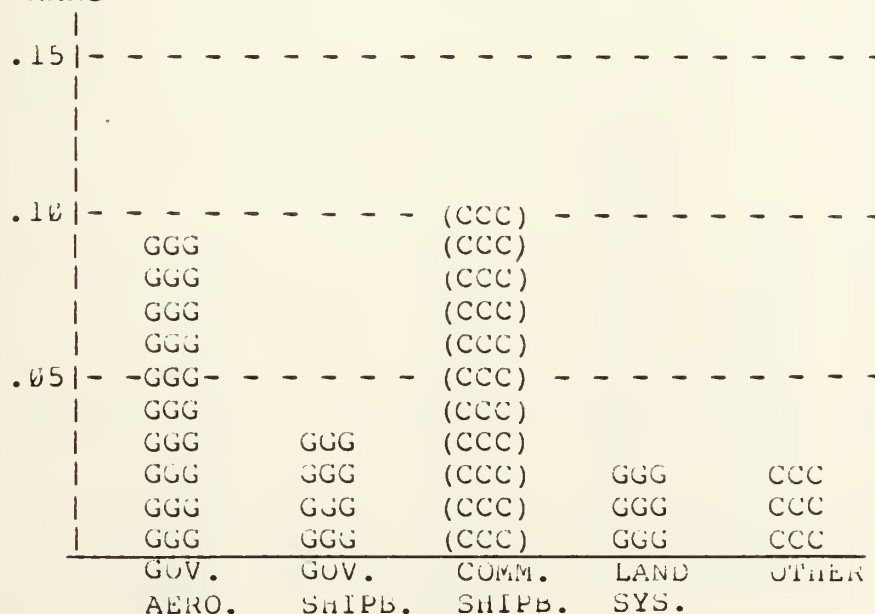 .15|- - - - - - - - - - - - - - - - -
.10|- - - - - - - (CCC) - - - - - - -
GGG (CCC)
GGG (CCC)
GGG (CCC)
GGG (CCC)
.05|- -GGG- - - - - (CCC) - - - - - - -
GGG (CCC)
GGG GGG (CCC)
GGG GGG (CCC) GGG CCC
GGG GGG (CCC) GGG CCC
GGG GGG (CCC) GGG CCC
GOV. GOV. COMM. LAND OTHER
AERO. SHIPB. SHIPB. SYS.